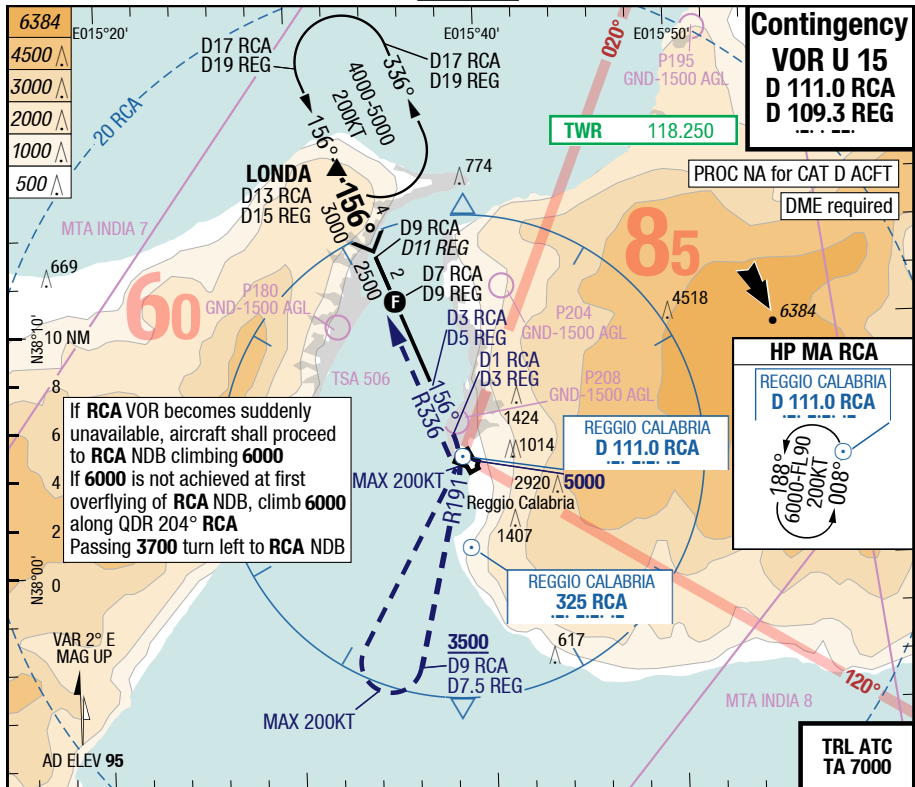 6384
4500
3000
2000
1000
500
E015°20'
E015°40'
E015°50'
Contingency
VOR U 15
D 111.0 RCA
D 109.3 REG
TWR 118.250
PROC NA for CAT D ACFT
DME required
20 RCA
D17 RCA
D19 REG
D17 RCA
D19 REG
4000-5000
200KT
336°
156°
020°
P195
GND-1500 AGL
LONDA
D13 RCA
D15 REG
156°
3000
4
774
MTA INDIA 7
D9 RCA
D11 REG
2
2500
85
669
D7 RCA
D9 REG
F
60
P180
GND-1500 AGL
P204
GND-1500 AGL
4518
6384
D3 RCA
D5 REG
N38°10'
10 NM
8
6
4
2
0
N38°00'
TSA 506
D1 RCA
D3 REG
P208
GND-1500 AGL
156°
R336
1424
1014
HP MA RCA
REGGIO CALABRIA
D 111.0 RCA
188°
6000-FL90
200KT
008°
If RCA VOR becomes suddenly
unavailable, aircraft shall proceed
to RCA NDB climbing 6000
If 6000 is not achieved at first
overflying of RCA NDB, climb 6000
along QDR 204° RCA
Passing 3700 turn left to RCA NDB
REGGIO CALABRIA
D 111.0 RCA
MAX 200KT
R191
2920
5000
Reggio Calabria
1407
REGGIO CALABRIA
325 RCA
617
3500
D9 RCA
D7.5 REG
MAX 200KT
120°
MTA INDIA 8
VAR 2° E
MAG UP
AD ELEV 95
TRL ATC
TA 7000